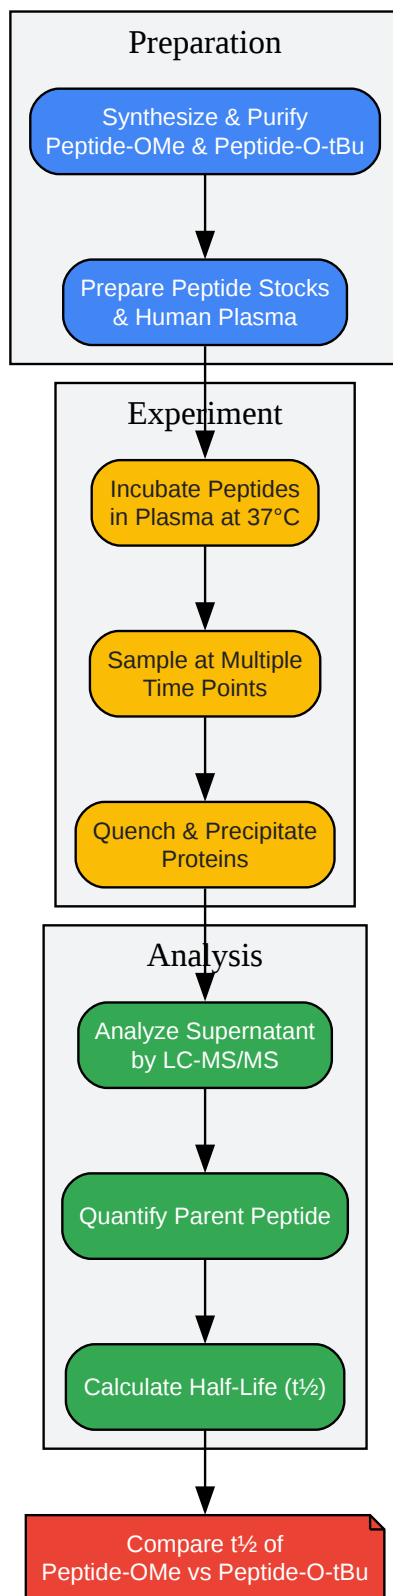 Preparation
Synthesize & Purify
Peptide-OMe & Peptide-O-tBu
Prepare Peptide Stocks
& Human Plasma
Experiment
Incubate Peptides
in Plasma at 37°C
Sample at Multiple
Time Points
Quench & Precipitate
Proteins
Analysis
Analyze Supernatant
by LC-MS/MS
Quantify Parent Peptide
Calculate Half-Life (t½)
Compare t½ of
Peptide-OMe vs Peptide-O-tBu